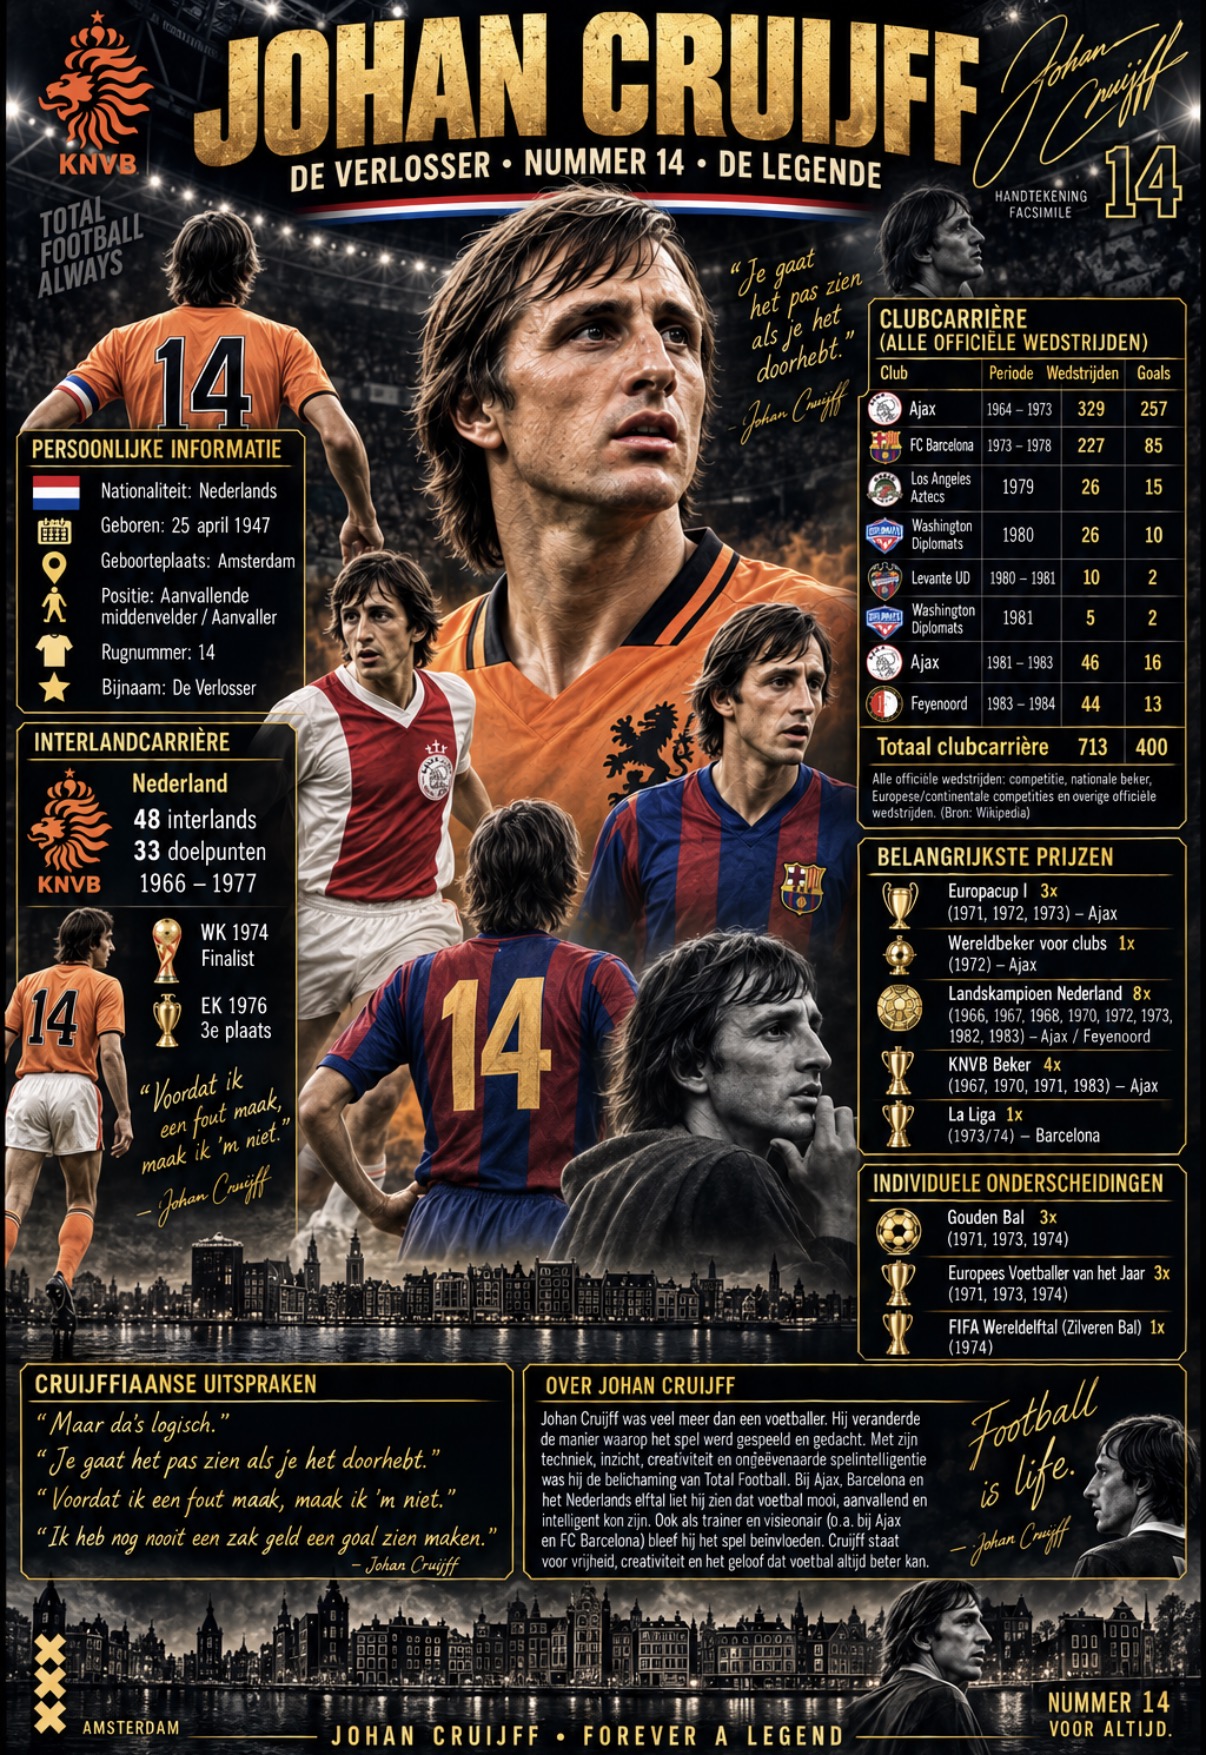 JOHAN CRUIJFF
DE VERLOSSER • NUMMER 14 • DE LEGENDE
KNVB
Johan
Cruijff
14
HANDTEKENING
FACSIMILE
TOTAL
FOOTBALL
ALWAYS
14
“Je gaat
het pas zien
als je het
doorhebt.”
– Johan Cruijff
PERSOONLIJKE INFORMATIE
Nationaliteit: Nederlands
Geboren: 25 april 1947
Geboorteplaats: Amsterdam
Positie: Aanvallende
middenvelder / Aanvaller
Rugnummer: 14
Bijnaam: De Verlosser
INTERLANDCARRIÈRE
Nederland
48 interlands
33 doelpunten
1966 – 1977
KNVB
WK 1974
Finalist
EK 1976
3e plaats
14
“Voordat ik
een fout maak,
maak ik 'm niet.”
– Johan Cruijff
14
CLUBCARRIÈRE
(ALLE OFFICIËLE WEDSTRIJDEN)
Club Periode Wedstrijden Goals
Ajax 1964 – 1973 329 257
FC Barcelona 1973 – 1978 227 85
Los Angeles
Aztecs 1979 26 15
Washington
Diplomats 1980 26 10
Levante UD 1980 – 1981 10 2
Washington
Diplomats 1981 5 2
Ajax 1981 – 1983 46 16
Feyenoord 1983 – 1984 44 13
Totaal clubcarrière 713 400
Alle officiële wedstrijden: competitie, nationale beker,
Europese/continentale competities en overige officiële
wedstrijden. (Bron: Wikipedia)
BELANGRIJKSTE PRIJZEN
Europacup I 3x
(1971, 1972, 1973) – Ajax
Wereldbeker voor clubs 1x
(1972) – Ajax
Landskampioen Nederland 8x
(1966, 1967, 1968, 1970, 1972, 1973,
1982, 1983) – Ajax / Feyenoord
KNVB Beker 4x
(1967, 1970, 1971, 1983) – Ajax
La Liga 1x
(1973/74) – Barcelona
INDIVIDUELE ONDERSCHEIDINGEN
Gouden Bal 3x
(1971, 1973, 1974)
Europees Voetballer van het Jaar 3x
(1971, 1973, 1974)
FIFA Wereldelftal (Zilveren Bal) 1x
(1974)
CRUIJFFIAANSE UITSPRAKEN
“Maar da's logisch.”
“Je gaat het pas zien als je het doorhebt.”
“Voordat ik een fout maak, maak ik 'm niet.”
“Ik heb nog nooit een zak geld een goal zien maken.”
– Johan Cruijff
OVER JOHAN CRUIJFF
Johan Cruijff was veel meer dan een voetballer. Hij veranderde
de manier waarop het spel werd gespeeld en gedacht. Met zijn
techniek, inzicht, creativiteit en ongeëvenaarde spelintelligentie
was hij de belichaming van Total Football. Bij Ajax, Barcelona en
het Nederlands elftal liet hij zien dat voetbal mooi, aanvallend en
intelligent kon zijn. Ook als trainer en visionair (o.a. bij Ajax
en FC Barcelona) bleef hij het spel beïnvloeden. Cruijff staat
voor vrijheid, creativiteit en het geloof dat voetbal altijd beter kan.
Football
is life.
– Johan Cruijff
AMSTERDAM
JOHAN CRUIJFF • FOREVER A LEGEND
NUMMER 14
VOOR ALTIJD.